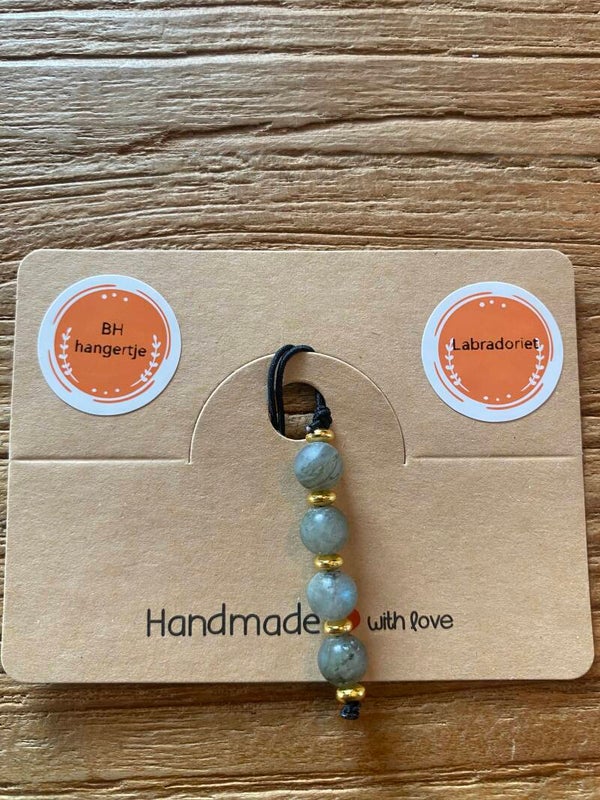 BH
hangertje
Labradoriet
Handmade with love